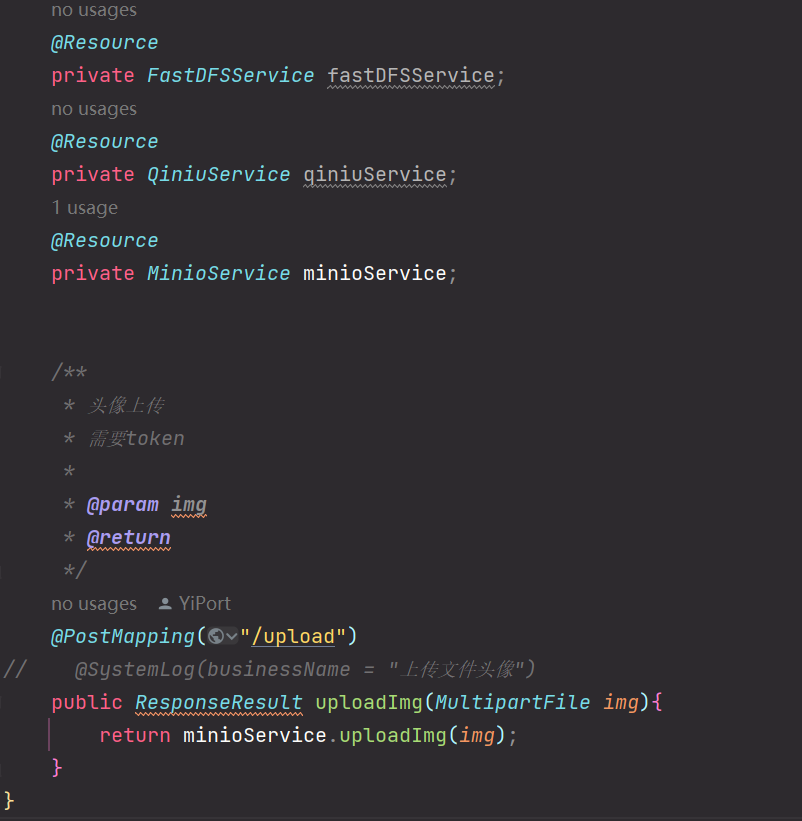 no usages
@Resource
private FastDFSService fastDFSService;
no usages
@Resource
private QiniuService qiniuService;
1 usage
@Resource
private MinioService minioService;
/**
* 头像上传
* 需要token
*
* @param img
* @return
*/
no usages YiPort
@PostMapping("/upload")
// @SystemLog(businessName = "上传文件头像")
public ResponseResult uploadImg(MultipartFile img){
return minioService.uploadImg(img);
}
}